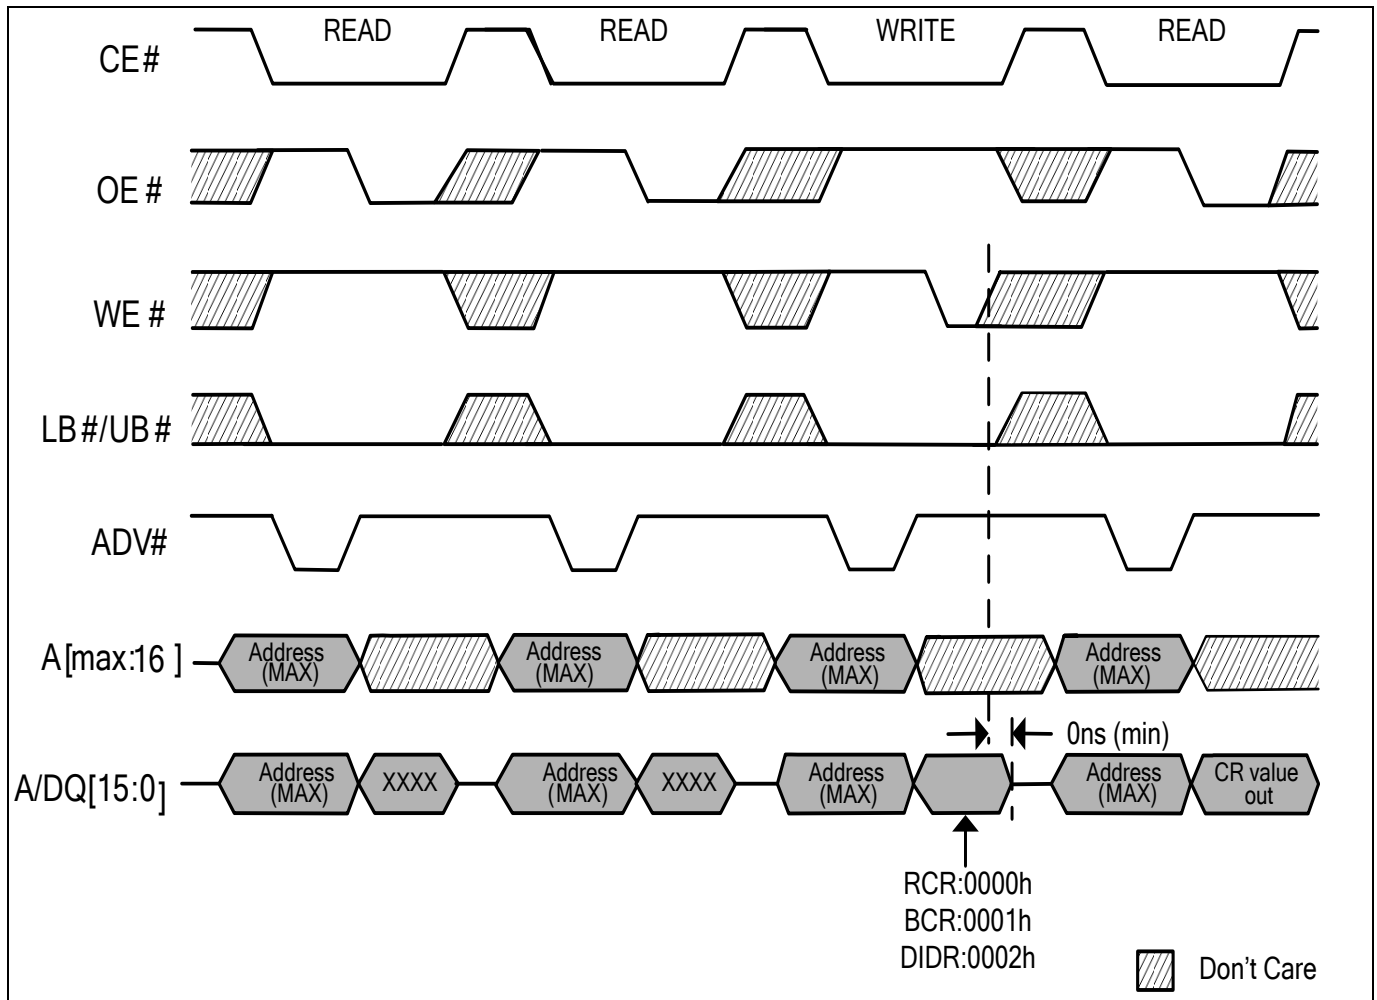 READ READ WRITE READ
CE#
OE #
WE #
LB#/UB#
ADV#
A[max:16 ]
Address
(MAX)
Address
(MAX)
Address
(MAX)
Address
(MAX)
0ns (min)
A/DQ[15:0]
Address
(MAX)
XXXX
Address
(MAX)
XXXX
Address
(MAX)
Address
(MAX)
CR value
out
RCR:0000h
BCR:0001h
DIDR:0002h
Don't Care